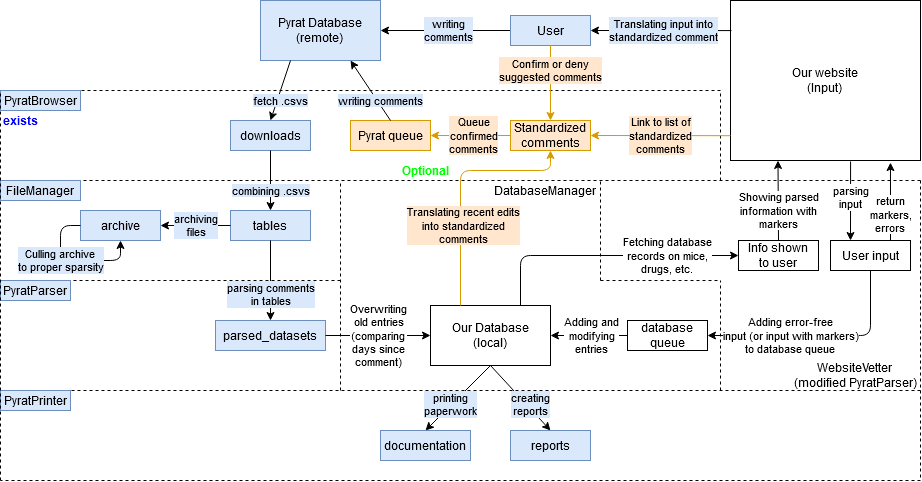 Pyrat Database
(remote)
writing
comments
User
Translating input into
standardized comment
Our website
(Input)
Confirm or deny
suggested comments
PyratBrowser
exists
fetch .csvs
writing comments
downloads
Pyrat queue
Queue
confirmed
comments
Standardized
comments
Link to list of
standardized
comments
Optional
FileManager
combining .csvs
DatabaseManager
Showing parsed
information with
markers
parsing
input
return
markers,
errors
archive
archiving
files
tables
Translating recent edits
into standardized
comments
Culling archive
to proper sparsity
Fetching database
records on mice,
drugs, etc.
Info shown
to user
User input
PyratParser
parsing comments
in tables
parsed_datasets
Overwriting
old entries
(comparing
days since
comment)
Our Database
(local)
Adding and
modifying
entries
database
queue
Adding error-free
input (or input with markers)
to database queue
WebsiteVetter
(modified PyratParser)
PyratPrinter
printing
paperwork
creating
reports
documentation
reports